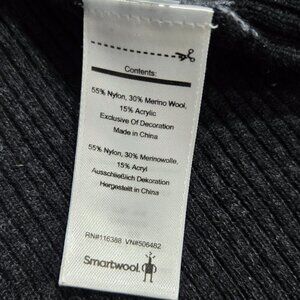 Contents:
55% Nylon, 30% Merino Wool,
15% Acrylic
Exclusive Of Decoration
Made in China
55% Nylon, 30% Merinowolle,
15% Acryl
Ausschließlich Dekoration
Hergestellt in China
RN#116388 VN#506482
Smartwool.